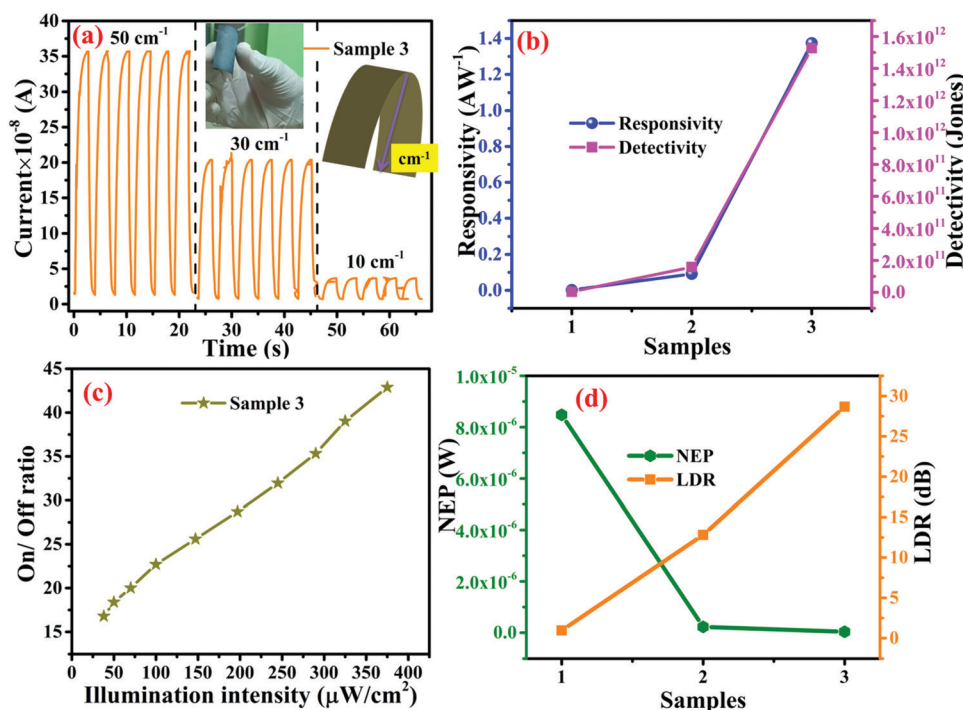 (a)
50 cm⁻¹
30 cm⁻¹
10 cm⁻¹
Sample 3
cm⁻¹
40
35
30
25
20
15
10
5
0
Current×10⁻⁸ (A)
0 10 20 30 40 50 60
Time (s)
(b)
Responsivity
Detectivity
1.4
1.2
1.0
0.8
0.6
0.4
0.2
0.0
Responsivity (AW⁻¹)
1.6x10¹²
1.4x10¹²
1.2x10¹²
1.0x10¹²
8.0x10¹¹
6.0x10¹¹
4.0x10¹¹
2.0x10¹¹
0.0
Detectivity (Jones)
1 2 3
Samples
(c)
Sample 3
45
40
35
30
25
20
15
On/ Off ratio
50 100 150 200 250 300 350 400
Illumination intensity (μW/cm²)
(d)
NEP
LDR
1.0x10⁻⁵
8.0x10⁻⁶
6.0x10⁻⁶
4.0x10⁻⁶
2.0x10⁻⁶
0.0
NEP (W)
30
25
20
15
10
5
0
LDR (dB)
1 2 3
Samples